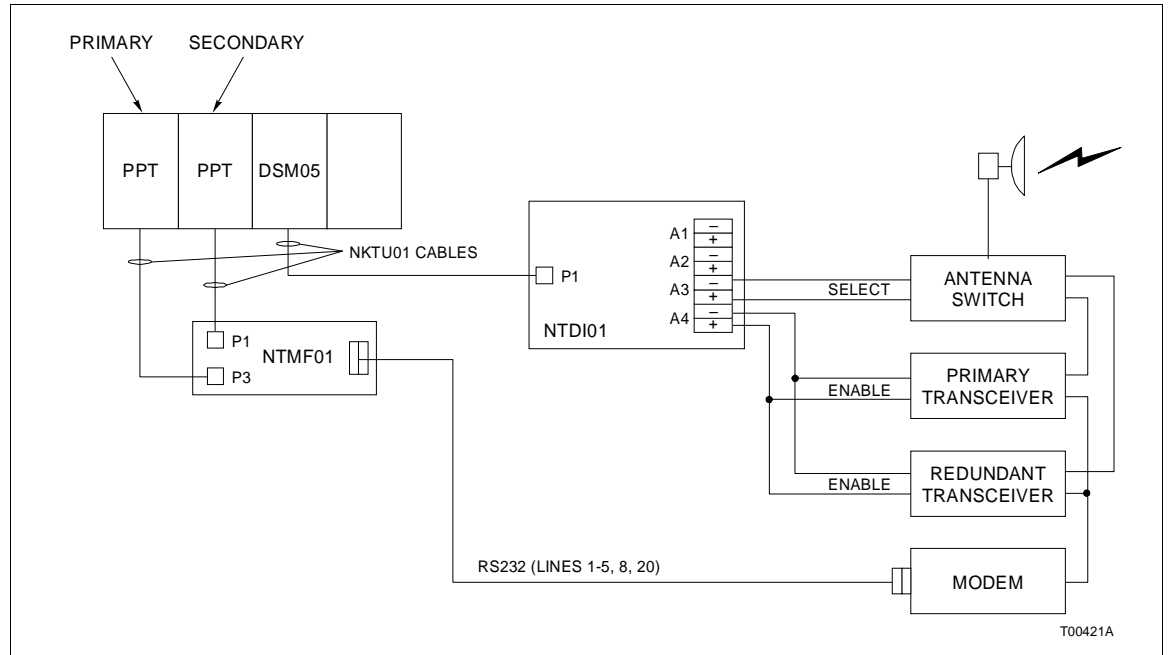 PRIMARY SECONDARY
PPT PPT DSM05
NKTU01 CABLES
P1
P3
NTMF01
P1
NTDI01
A1 − +
A2 − +
A3 − +
A4 − +
SELECT
ENABLE
ENABLE
ANTENNA
SWITCH
PRIMARY
TRANSCEIVER
REDUNDANT
TRANSCEIVER
RS232 (LINES 1-5, 8, 20)
MODEM
T00421A